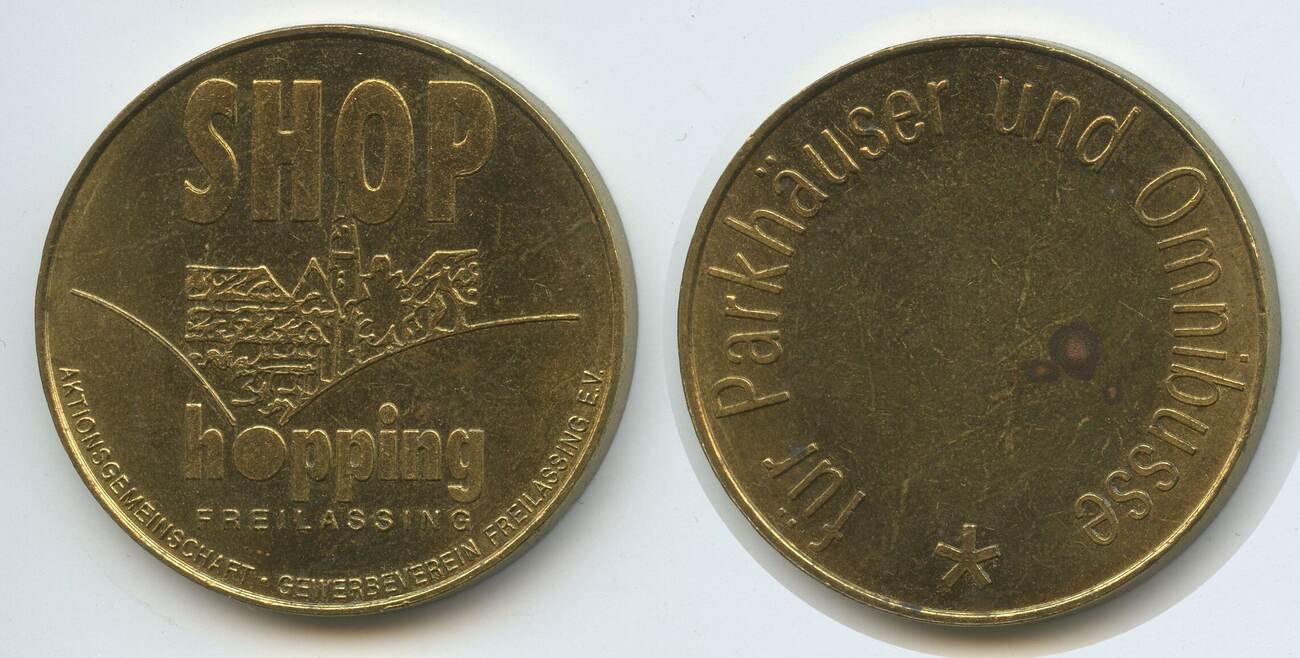 SHOP
hopping
FREILASSING
AKTIONSGEMEINSCHAFT · GEWERBEVEREIN FREILASSING E.V.
für Parkhäuser und Omnibusse